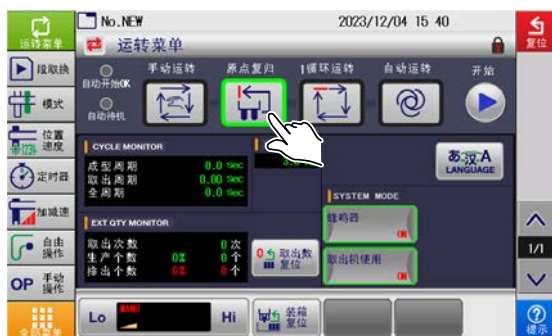 No.NEW 2023/12/04 15 40
运转菜单
运转菜单
复位
段取换
模式
位置
速度
定时器
加减速
自由
操作
OP 手动
操作
提示
自动开始OK
自动待机
手动运转 原点复归 1循环运转 自动运转 开始
CYCLE MONITOR
成型周期 0.0 Sec
取出周期 0.00 Sec
全周期 0.0 Sec
あ汉A
LANGUAGE
SYSTEM MODE
蜂鸣器
ON
取出机使用
ON
EXT QTY MONITOR
取出次数 0次
生产个数 0% 0个
排出个数 0% 0个
0 取出数
复位
1/1
Lo Hi
装箱
复位